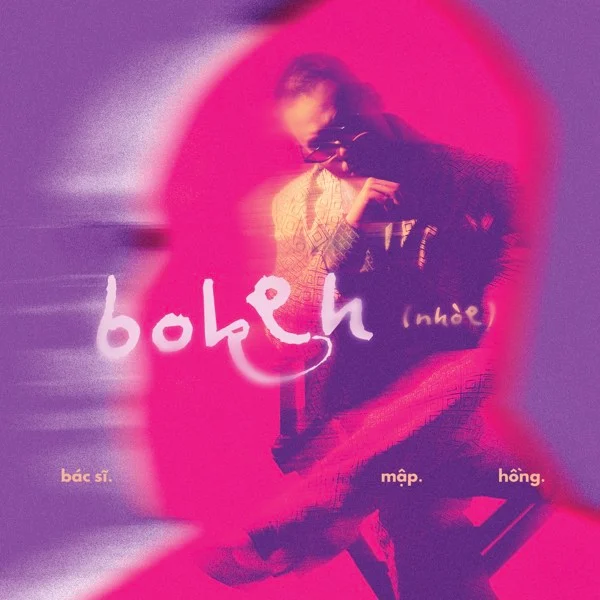 bokeh (nhòe)
bác sĩ. mập. hồng.